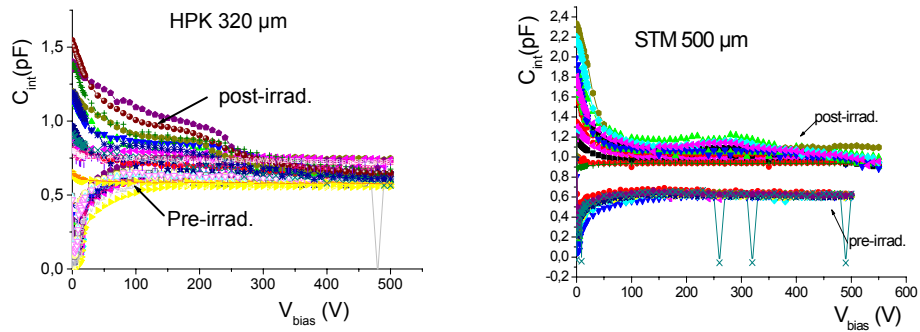 HPK 320 µm
C_int(pF)
1,5
1,0
0,5
0,0
post-irrad.
Pre-irrad.
0 100 200 300 400 500
V_bias (V)
STM 500 µm
C_int(pF)
2,4
2,2
2,0
1,8
1,6
1,4
1,2
1,0
0,8
0,6
0,4
0,2
0,0
-0,2
post-irrad.
pre-irrad.
0 100 200 300 400 500 600
V_bias (V)